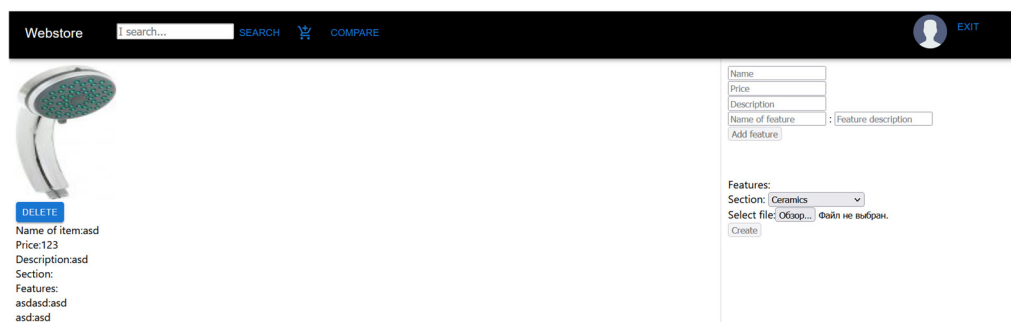 Webstore
I search...
SEARCH
COMPARE
EXIT
DELETE
Name of item:asd
Price:123
Description:asd
Section:
Features:
asdasd:asd
asd:asd
Name
Price
Description
Name of feature : Feature description
Add feature
Features:
Section: Ceramics
Select file: Обзор... Файл не выбран.
Create